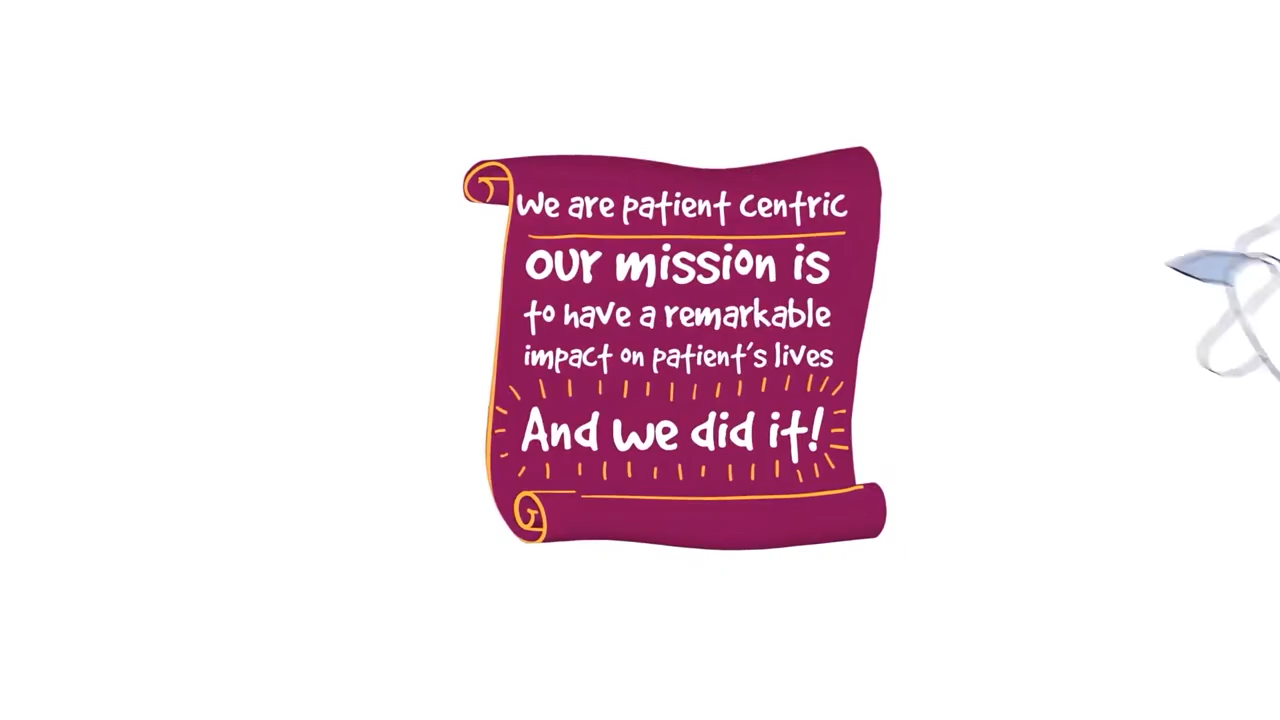 We are patient centric
our mission is
to have a remarkable
impact on patient's lives
And we did it!